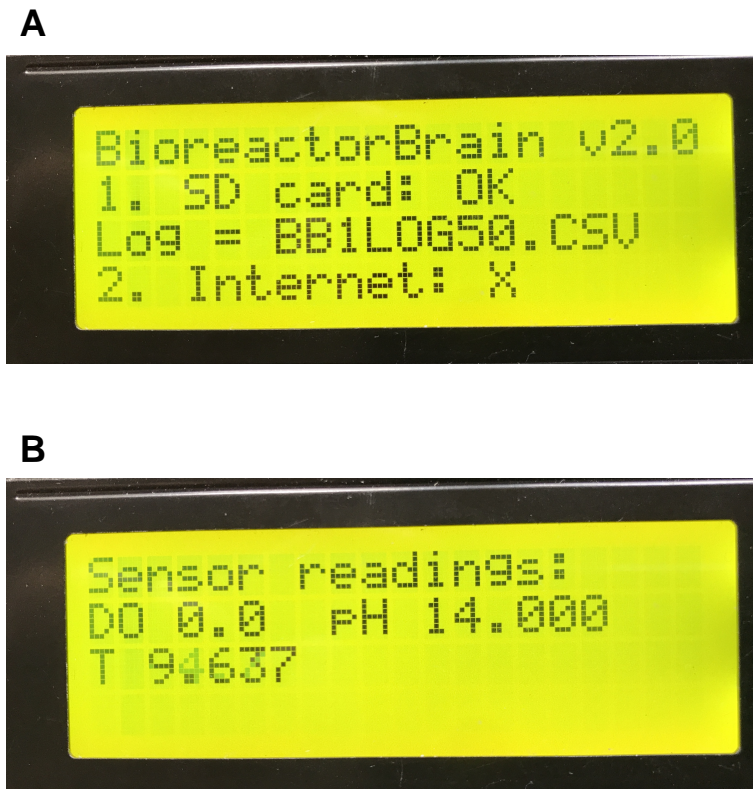 A
BioreactorBrain v2.0
1. SD card: OK
Log = BB1LOG50.CSV
2. Internet: X
B
Sensor readings:
DO 0.0 pH 14.000
T